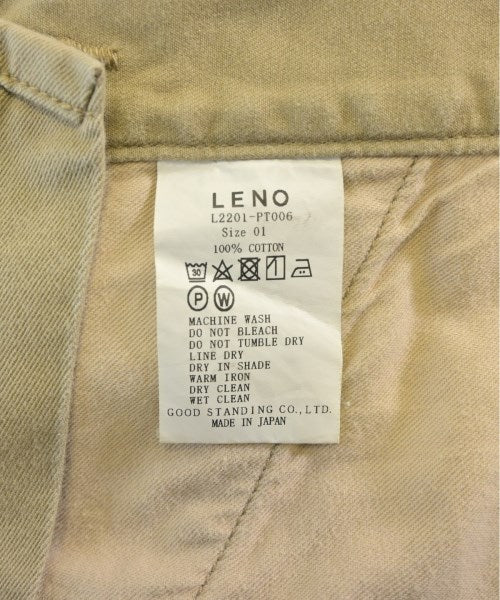 LENO
L2201-PT006
Size 01
100% COTTON
30
P W
MACHINE WASH
DO NOT BLEACH
DO NOT TUMBLE DRY
LINE DRY
DRY IN SHADE
WARM IRON
DRY CLEAN
WET CLEAN
GOOD STANDING CO., LTD.
MADE IN JAPAN